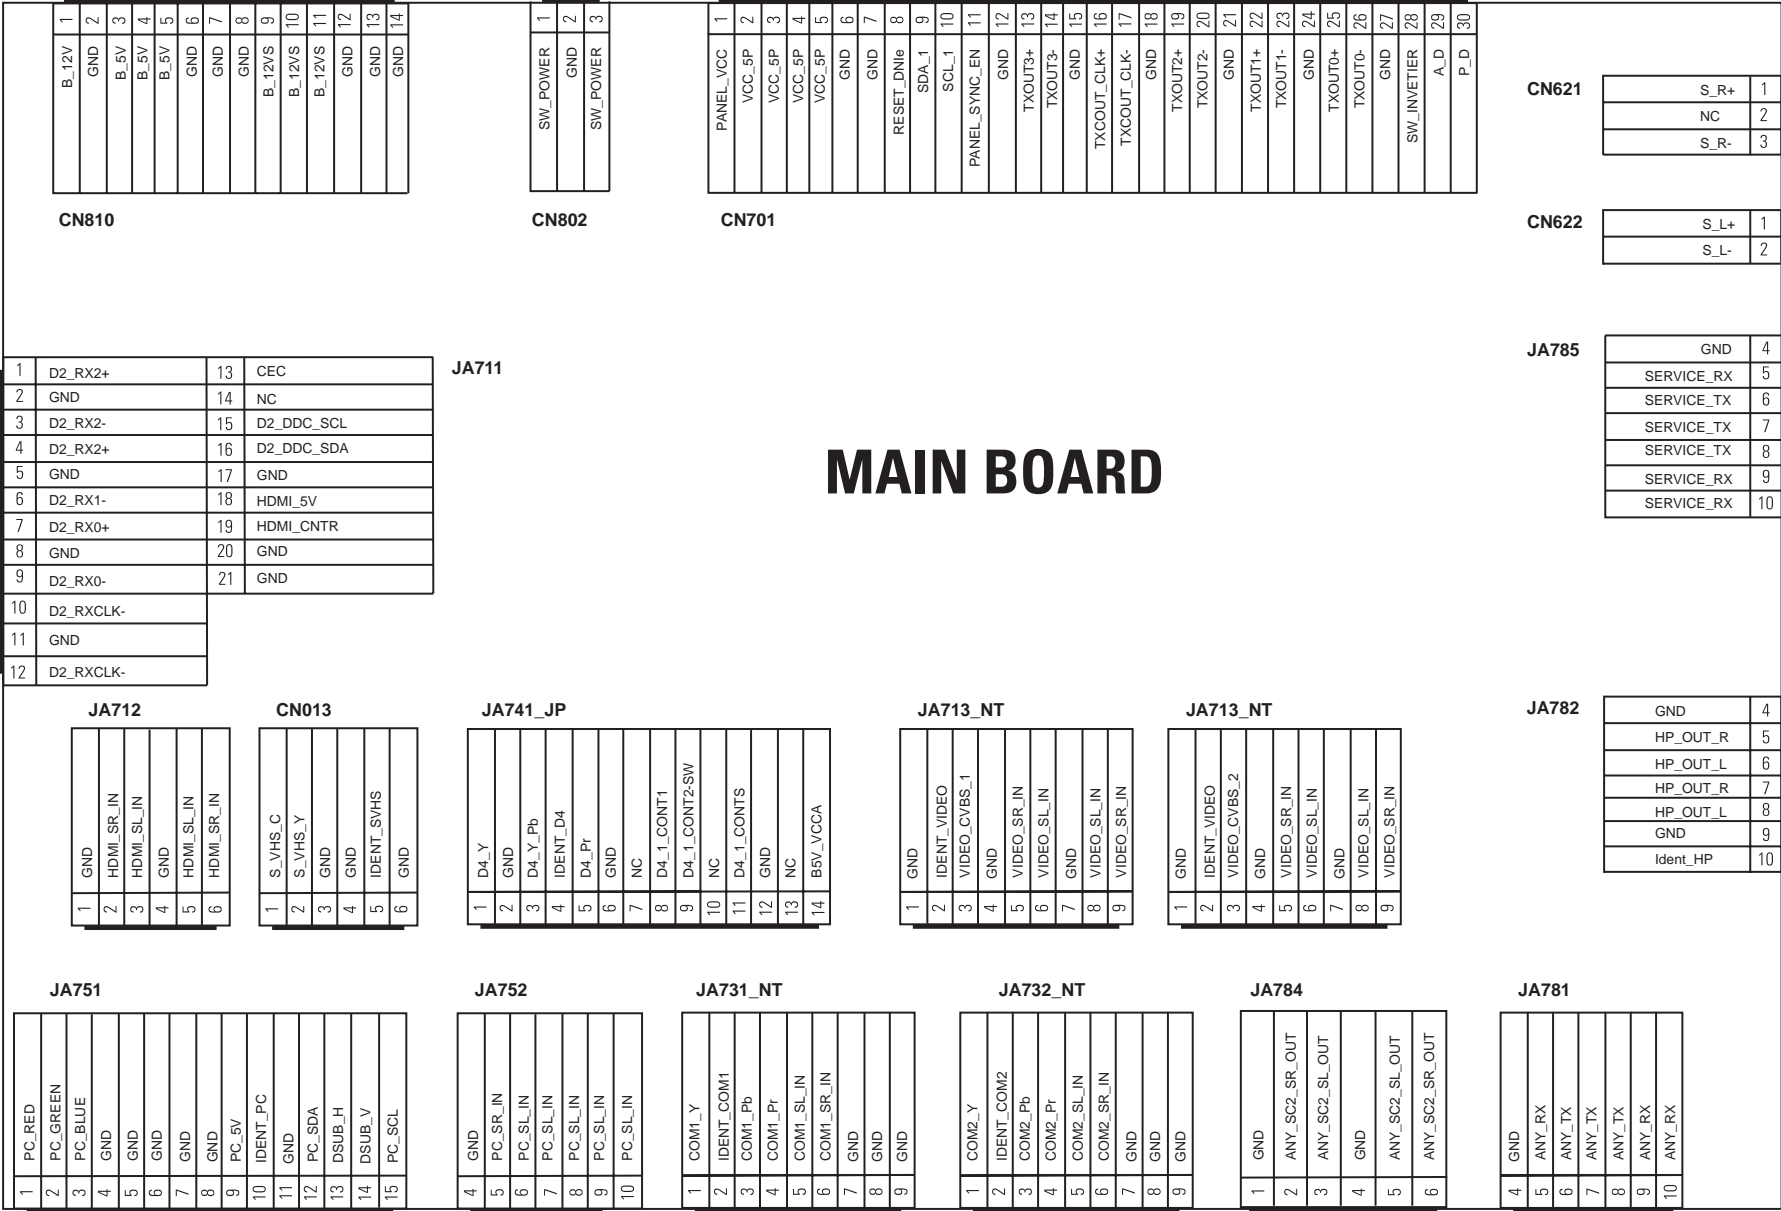 1 B_12V
2 GND
3 B_5V
4 B_5V
5 B_5V
6 GND
7 GND
8 GND
9 B_12VS
10 B_12VS
11 B_12VS
12 GND
13 GND
14 GND
CN810
1 SW_POWER
2 GND
3 SW_POWER
CN802
1 PANEL_VCC
2 VCC_5P
3 VCC_5P
4 VCC_5P
5 VCC_5P
6 GND
7 GND
8 RESET_DNIe
9 SDA_1
10 SCL_1
11 PANEL_SYNC_EN
12 GND
13 TXOUT3+
14 TXOUT3-
15 GND
16 TXCOUT_CLK+
17 TXCOUT_CLK-
18 GND
19 TXOUT2+
20 TXOUT2-
21 GND
22 TXOUT1+
23 TXOUT1-
24 GND
25 TXOUT0+
26 TXOUT0-
27 GND
28 SW_INVETIER
29 A_D
30 P_D
CN701
CN621
S_R+ 1
NC 2
S_R- 3
CN622
S_L+ 1
S_L- 2
JA711
1 D2_RX2+
2 GND
3 D2_RX2-
4 D2_RX2+
5 GND
6 D2_RX1-
7 D2_RX0+
8 GND
9 D2_RX0-
10 D2_RXCLK-
11 GND
12 D2_RXCLK-
13 CEC
14 NC
15 D2_DDC_SCL
16 D2_DDC_SDA
17 GND
18 HDMI_5V
19 HDMI_CNTR
20 GND
21 GND
MAIN BOARD
JA785
GND 4
SERVICE_RX 5
SERVICE_TX 6
SERVICE_TX 7
SERVICE_TX 8
SERVICE_RX 9
SERVICE_RX 10
JA712
1 GND
2 HDMI_SR_IN
3 HDMI_SL_IN
4 GND
5 HDMI_SL_IN
6 HDMI_SR_IN
CN013
1 S_VHS_C
2 S_VHS_Y
3 GND
4 GND
5 IDENT_SVHS
6 GND
JA741_JP
1 D4_Y
2 GND
3 D4_Y_Pb
4 IDENT_D4
5 D4_Pr
6 GND
7 NC
8 D4_1_CONT1
9 D4_1_CONT2-SW
10 NC
11 D4_1_CONTS
12 GND
13 NC
14 B5V_VCCA
JA713_NT
1 GND
2 IDENT_VIDEO
3 VIDEO_CVBS_1
4 GND
5 VIDEO_SR_IN
6 VIDEO_SL_IN
7 GND
8 VIDEO_SL_IN
9 VIDEO_SR_IN
JA713_NT
1 GND
2 IDENT_VIDEO
3 VIDEO_CVBS_2
4 GND
5 VIDEO_SR_IN
6 VIDEO_SL_IN
7 GND
8 VIDEO_SL_IN
9 VIDEO_SR_IN
JA782
GND 4
HP_OUT_R 5
HP_OUT_L 6
HP_OUT_R 7
HP_OUT_L 8
GND 9
Ident_HP 10
JA751
1 PC_RED
2 PC_GREEN
3 PC_BLUE
4 GND
5 GND
6 GND
7 GND
8 GND
9 PC_5V
10 IDENT_PC
11 GND
12 PC_SDA
13 DSUB_H
14 DSUB_V
15 PC_SCL
JA752
4 GND
5 PC_SR_IN
6 PC_SL_IN
7 PC_SL_IN
8 PC_SL_IN
9 PC_SL_IN
10 PC_SL_IN
JA731_NT
1 COM1_Y
2 IDENT_COM1
3 COM1_Pb
4 COM1_Pr
5 COM1_SL_IN
6 COM1_SR_IN
7 GND
8 GND
9 GND
JA732_NT
1 COM2_Y
2 IDENT_COM2
3 COM2_Pb
4 COM2_Pr
5 COM2_SL_IN
6 COM2_SR_IN
7 GND
8 GND
9 GND
JA784
1 GND
2 ANY_SC2_SR_OUT
3 ANY_SC2_SL_OUT
4 GND
5 ANY_SC2_SL_OUT
6 ANY_SC2_SR_OUT
JA781
4 GND
5 ANY_RX
6 ANY_TX
7 ANY_TX
8 ANY_TX
9 ANY_RX
10 ANY_RX